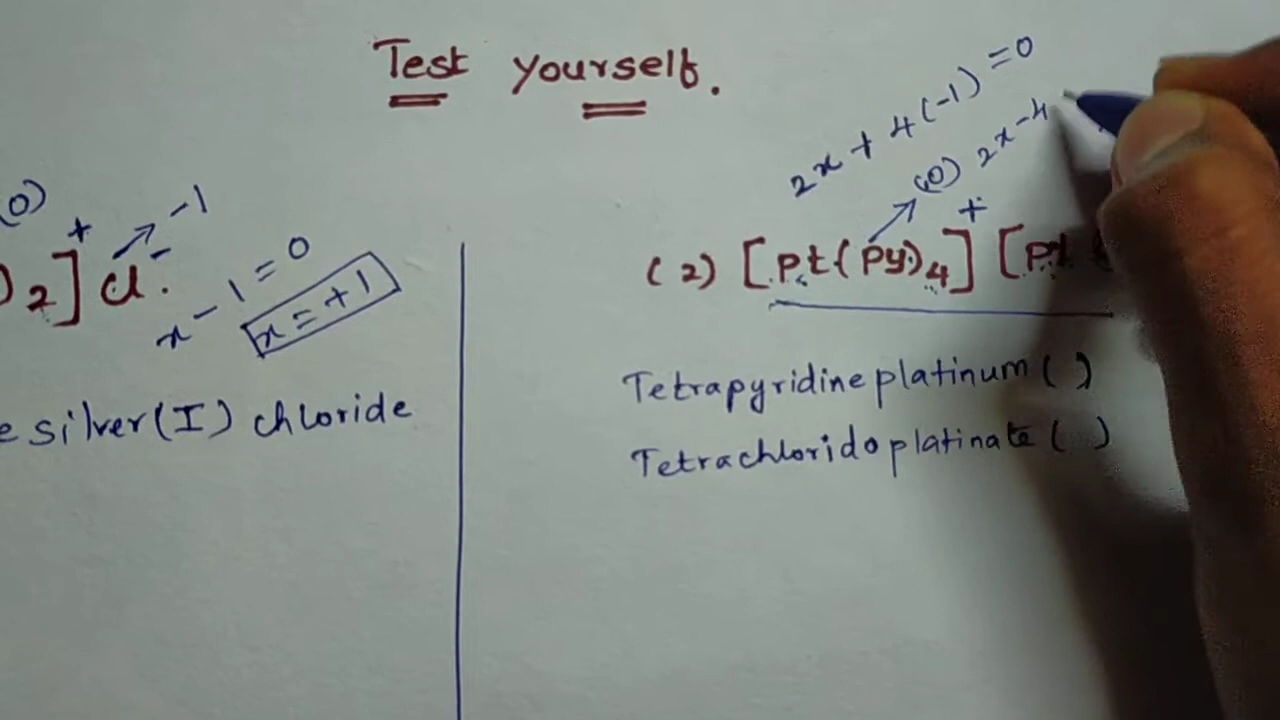 Test yourself.
(0)
)2]+ Cl- → -1
x - 1 = 0
x = +1
e silver(I) chloride
2x + 4(-1) = 0
(0) 2x - 4
(2) [Pt(Py)4]+ [Pt
Tetrapyridineplatinum ( )
Tetrachloridoplatinate ( )